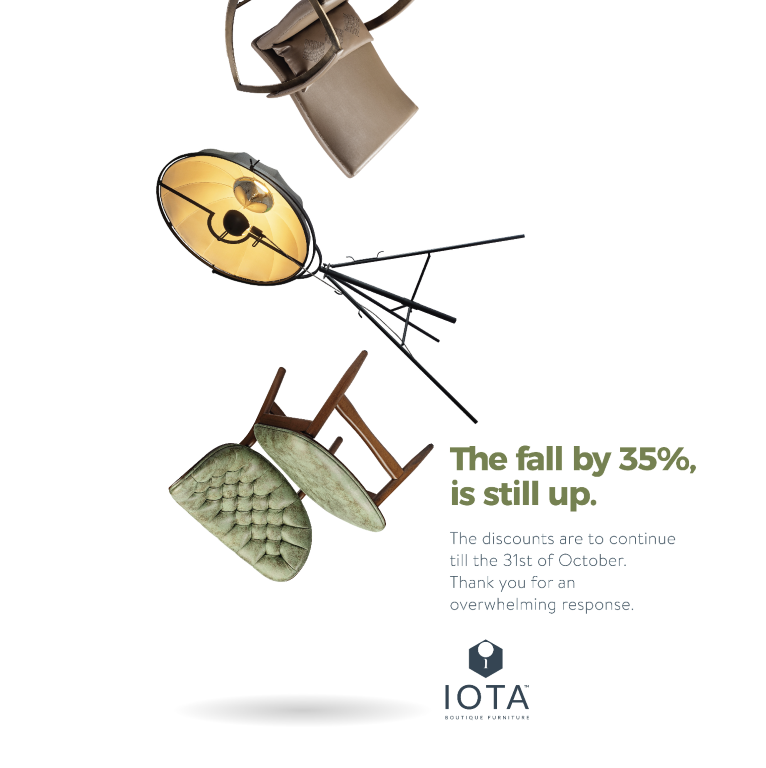 The fall by 35%,
is still up.
The discounts are to continue
till the 31st of October.
Thank you for an
overwhelming response.
IOTA™
BOUTIQUE FURNITURE